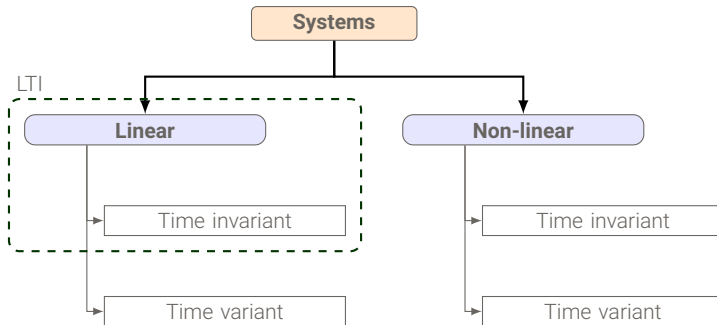 Systems
LTI
Linear
Non-linear
Time invariant
Time invariant
Time variant
Time variant